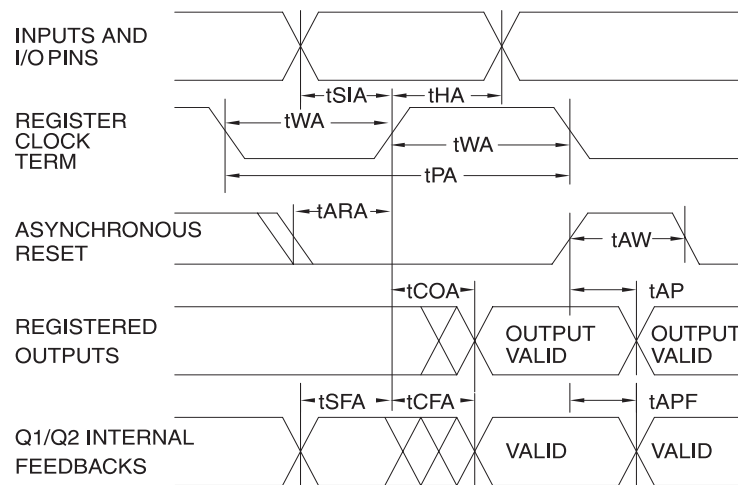 INPUTS AND
I/O PINS
tSIA
tHA
REGISTER
CLOCK
TERM
tWA
tWA
tPA
tARA
ASYNCHRONOUS
RESET
tAW
tCOA
tAP
REGISTERED
OUTPUTS
OUTPUT
VALID
OUTPUT
VALID
tSFA
tCFA
tAPF
Q1/Q2 INTERNAL
FEEDBACKS
VALID
VALID